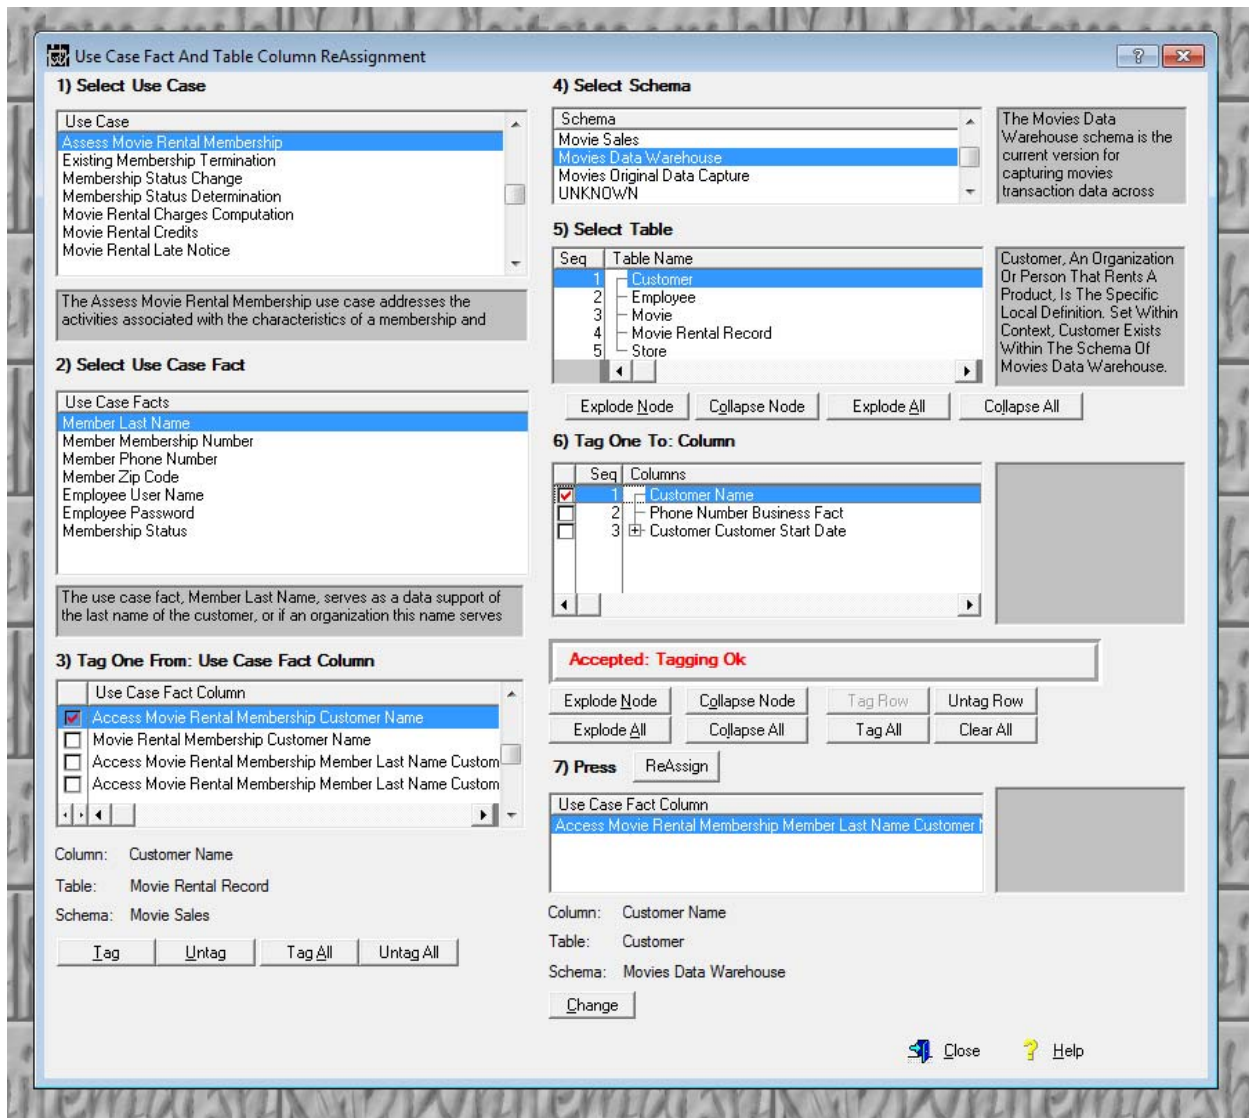 Use Case Fact And Table Column ReAssignment
1) Select Use Case
Use Case
Assess Movie Rental Membership
Existing Membership Termination
Membership Status Change
Membership Status Determination
Movie Rental Charges Computation
Movie Rental Credits
Movie Rental Late Notice
The Assess Movie Rental Membership use case addresses the
activities associated with the characteristics of a membership and
2) Select Use Case Fact
Use Case Facts
Member Last Name
Member Membership Number
Member Phone Number
Member Zip Code
Employee User Name
Employee Password
Membership Status
The use case fact, Member Last Name, serves as a data support of
the last name of the customer, or if an organization this name serves
3) Tag One From: Use Case Fact Column
Use Case Fact Column
Access Movie Rental Membership Customer Name
Movie Rental Membership Customer Name
Access Movie Rental Membership Member Last Name Custom
Access Movie Rental Membership Member Last Name Custom
Column: Customer Name
Table: Movie Rental Record
Schema: Movie Sales
Tag Untag Tag All Untag All
4) Select Schema
Schema
Movie Sales
Movies Data Warehouse
Movies Original Data Capture
UNKNOWN
The Movies Data
Warehouse schema is the
current version for
capturing movies
transaction data across
5) Select Table
Seq Table Name
1 Customer
2 Employee
3 Movie
4 Movie Rental Record
5 Store
Customer, An Organization
Or Person That Rents A
Product, Is The Specific
Local Definition. Set Within
Context, Customer Exists
Within The Schema Of
Movies Data Warehouse.
Explode Node Collapse Node Explode All Collapse All
6) Tag One To: Column
Seq Columns
1 Customer Name
2 Phone Number Business Fact
3 Customer Customer Start Date
Accepted: Tagging Ok
Explode Node Collapse Node Tag Row Untag Row
Explode All Collapse All Tag All Clear All
7) Press ReAssign
Use Case Fact Column
Access Movie Rental Membership Member Last Name Customer
Column: Customer Name
Table: Customer
Schema: Movies Data Warehouse
Change
Close Help